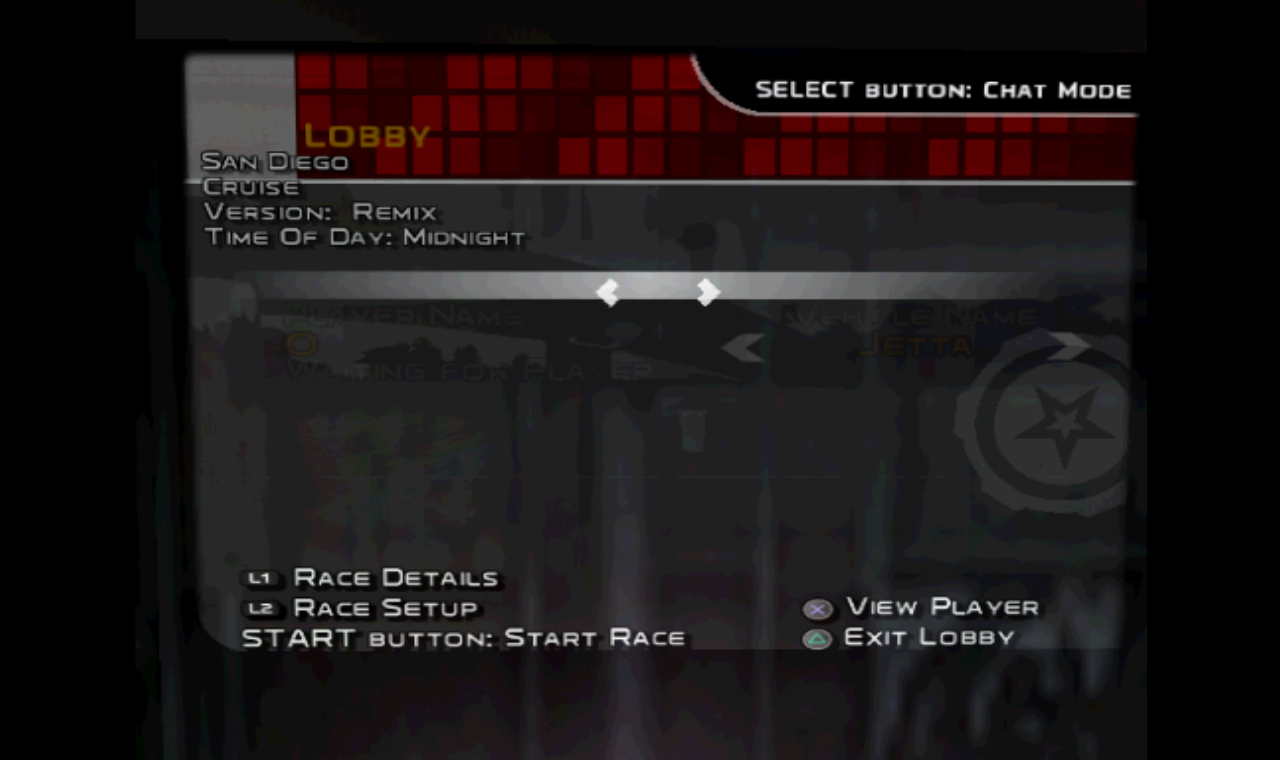 SELECT BUTTON: CHAT MODE
LOBBY
SAN DIEGO
CRUISE
VERSION: REMIX
TIME OF DAY: MIDNIGHT
PLAYER NAME VEHICLE NAME
O JETTA
WAITING FOR PLAYER
L1 RACE DETAILS
L2 RACE SETUP
VIEW PLAYER
START BUTTON: START RACE
EXIT LOBBY